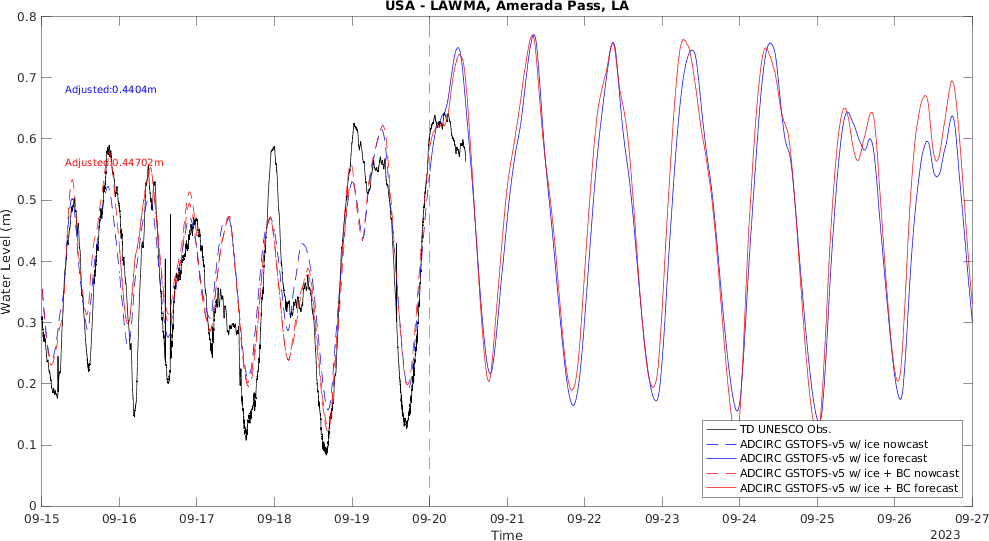 USA - LAWMA, Amerada Pass, LA
0.8
0.7
0.6
0.5
0.4
0.3
0.2
0.1
0
Water Level (m)
Adjusted:0.4404m
Adjusted:0.44702m
TD UNESCO Obs.
ADCIRC GSTOFS-v5 w/ ice nowcast
ADCIRC GSTOFS-v5 w/ ice forecast
ADCIRC GSTOFS-v5 w/ ice + BC nowcast
ADCIRC GSTOFS-v5 w/ ice + BC forecast
09-15 09-16 09-17 09-18 09-19 09-20 09-21 09-22 09-23 09-24 09-25 09-26 09-27
Time
2023